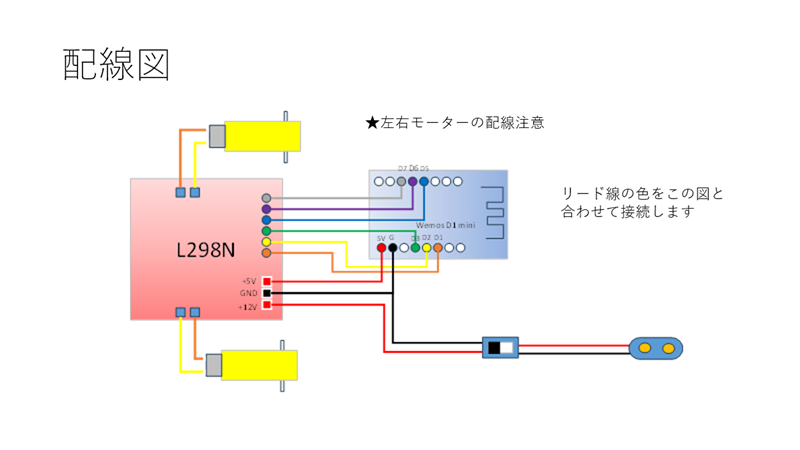 配線図
★左右モーターの配線注意
リード線の色をこの図と
合わせて接続します
D7 D6 D5
Wemos D1 mini
5V G D3 D2 D1
L298N
+5V
GND
+12V